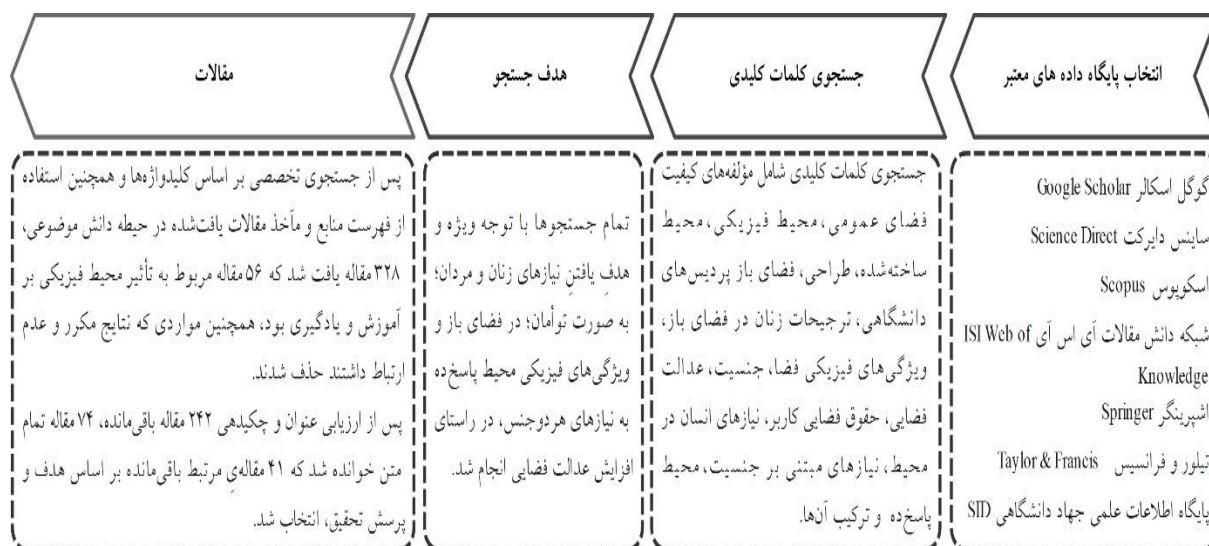 انتخاب پایگاه داده های معتبر
گوگل اسکالر Google Scholar
ساینس دایرکت Science Direct
اسکوپوس Scopus
شبکه دانش مقالات آی اس آی ISI Web of
Knowledge
اشپرینگر Springer
تیلور و فرانسیس Taylor & Francis
پایگاه اطلاعات علمی جهاد دانشگاهی SID
جستجوی کلمات کلیدی
جستجوی کلمات کلیدی شامل مؤلفه‌های کیفیت
فضای عمومی، محیط فیزیکی، محیط
ساخته‌شده، طراحی، فضای باز پردیس‌های
دانشگاهی، ترجیحات زنان در فضای باز،
ویژگی‌های فیزیکی فضا، جنسیت، عدالت
فضایی، حقوق فضایی کاربر، نیازهای انسان در
محیط، نیازهای مبتنی بر جنسیت، محیط
پاسخ‌ده و ترکیب آن‌ها.
هدف جستجو
تمام جستجوها با توجه ویژه و
هدفِ یافتنِ نیازهای زنان و مردان؛
به صورت توأمان؛ در فضای باز و
ویژگی‌های فیزیکی محیط پاسخ‌ده
به نیازهای هردوجنس، در راستای
افزایش عدالت فضایی انجام شد.
مقالات
پس از جستجوی تخصصی بر اساس کلیدواژه‌ها و همچنین استفاده
از فهرست منابع و مآخذ مقالات یافت‌شده در حیطه دانش موضوعی،
۳۲۸ مقاله یافت شد که ۵۶ مقاله مربوط به تأثیر محیط فیزیکی بر
آموزش و یادگیری بود، همچنین مواردی که نتایج مکرر و عدم
ارتباط داشتند حذف شدند.
پس از ارزیابی عنوان و چکیده‌ی ۲۴۲ مقاله باقی‌مانده، ۷۴ مقاله تمام
متن خوانده شد که ۴۱ مقاله‌یِ مرتبط باقی‌مانده بر اساس هدف و
پرسش تحقیق، انتخاب شد.